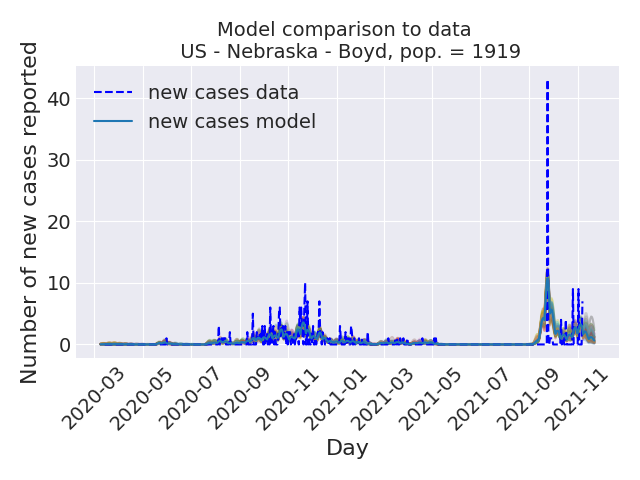 Model comparison to data
US - Nebraska - Boyd, pop. = 1919
Number of new cases reported
40
30
20
10
0
new cases data
new cases model
2020-03
2020-05
2020-07
2020-09
2020-11
2021-01
2021-03
2021-05
2021-07
2021-09
2021-11
Day